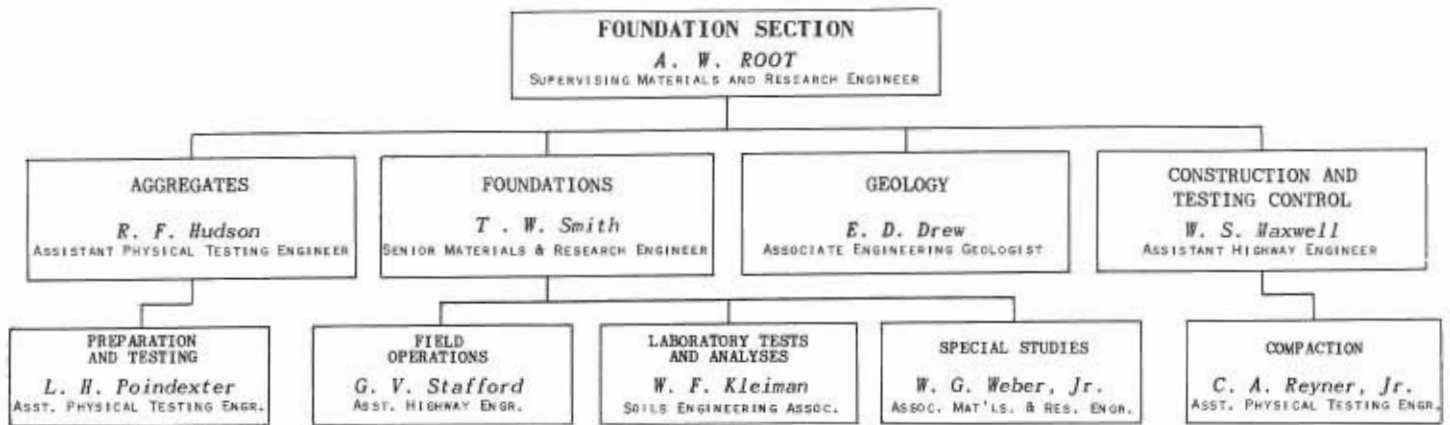 FOUNDATION SECTION
A. W. ROOT
SUPERVISING MATERIALS AND RESEARCH ENGINEER
AGGREGATES
R. F. Hudson
ASSISTANT PHYSICAL TESTING ENGINEER
FOUNDATIONS
T . W. Smith
SENIOR MATERIALS & RESEARCH ENGINEER
GEOLOGY
E. D. Drew
ASSOCIATE ENGINEERING GEOLOGIST
CONSTRUCTION AND
TESTING CONTROL
W. S. Maxwell
ASSISTANT HIGHWAY ENGINEER
PREPARATION
AND TESTING
L. H. Poindexter
ASST. PHYSICAL TESTING ENGR.
FIELD
OPERATIONS
G. V. Stafford
ASST. HIGHWAY ENGR.
LABORATORY TESTS
AND ANALYSES
W. F. Kleiman
SOILS ENGINEERING ASSOC.
SPECIAL STUDIES
W. G. Weber, Jr.
ASSOC. MAT'LS. & RES. ENGR.
COMPACTION
C. A. Reyner, Jr.
ASST. PHYSICAL TESTING ENGR.